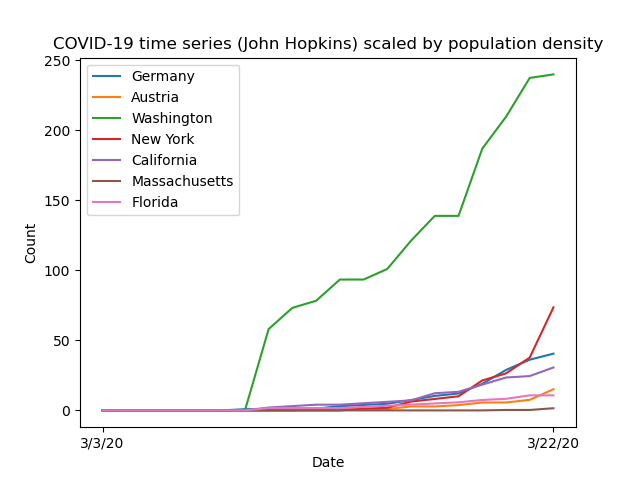 COVID-19 time series (John Hopkins) scaled by population density
250
200
150
100
50
0
Count
Germany
Austria
Washington
New York
California
Massachusetts
Florida
3/3/20
3/22/20
Date